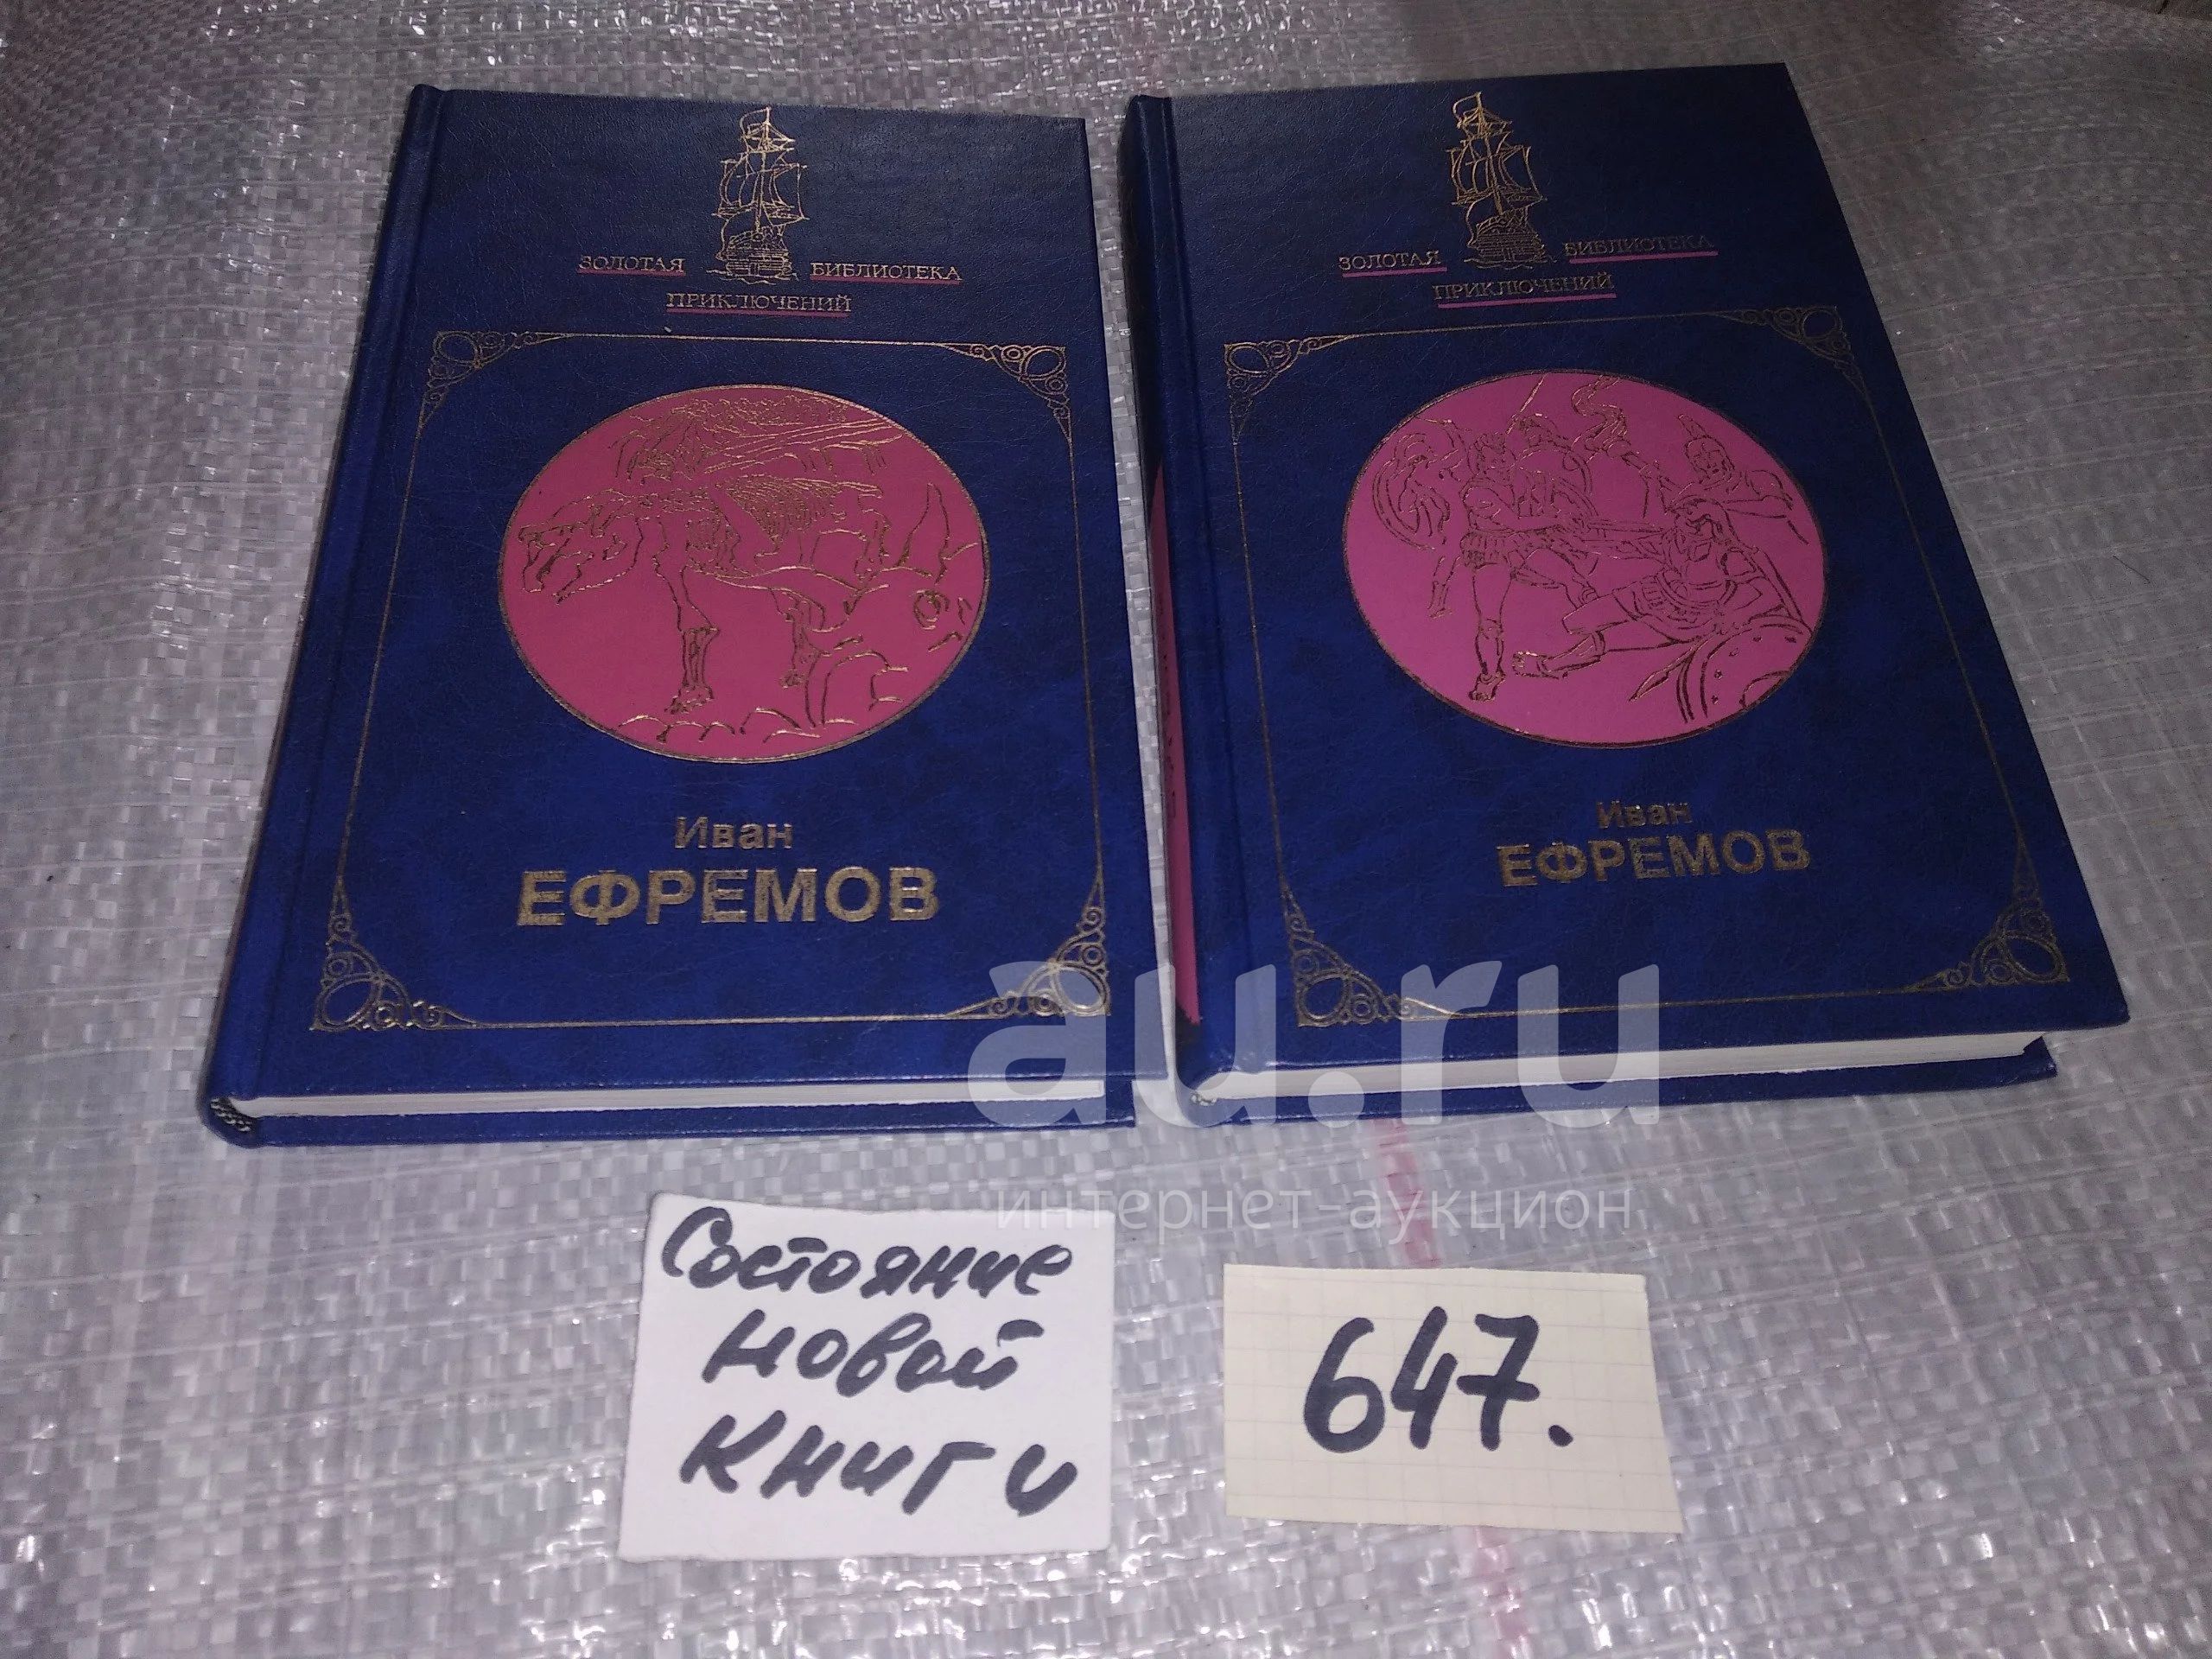 ЗОЛОТАЯ БИБЛИОТЕКА
ПРИКЛЮЧЕНИЙ
Иван
ЕФРЕМОВ
ЗОЛОТАЯ БИБЛИОТЕКА
ПРИКЛЮЧЕНИЙ
Иван
ЕФРЕМОВ
au.ru
интернет-аукцион
Состояние
новой
книги
647.